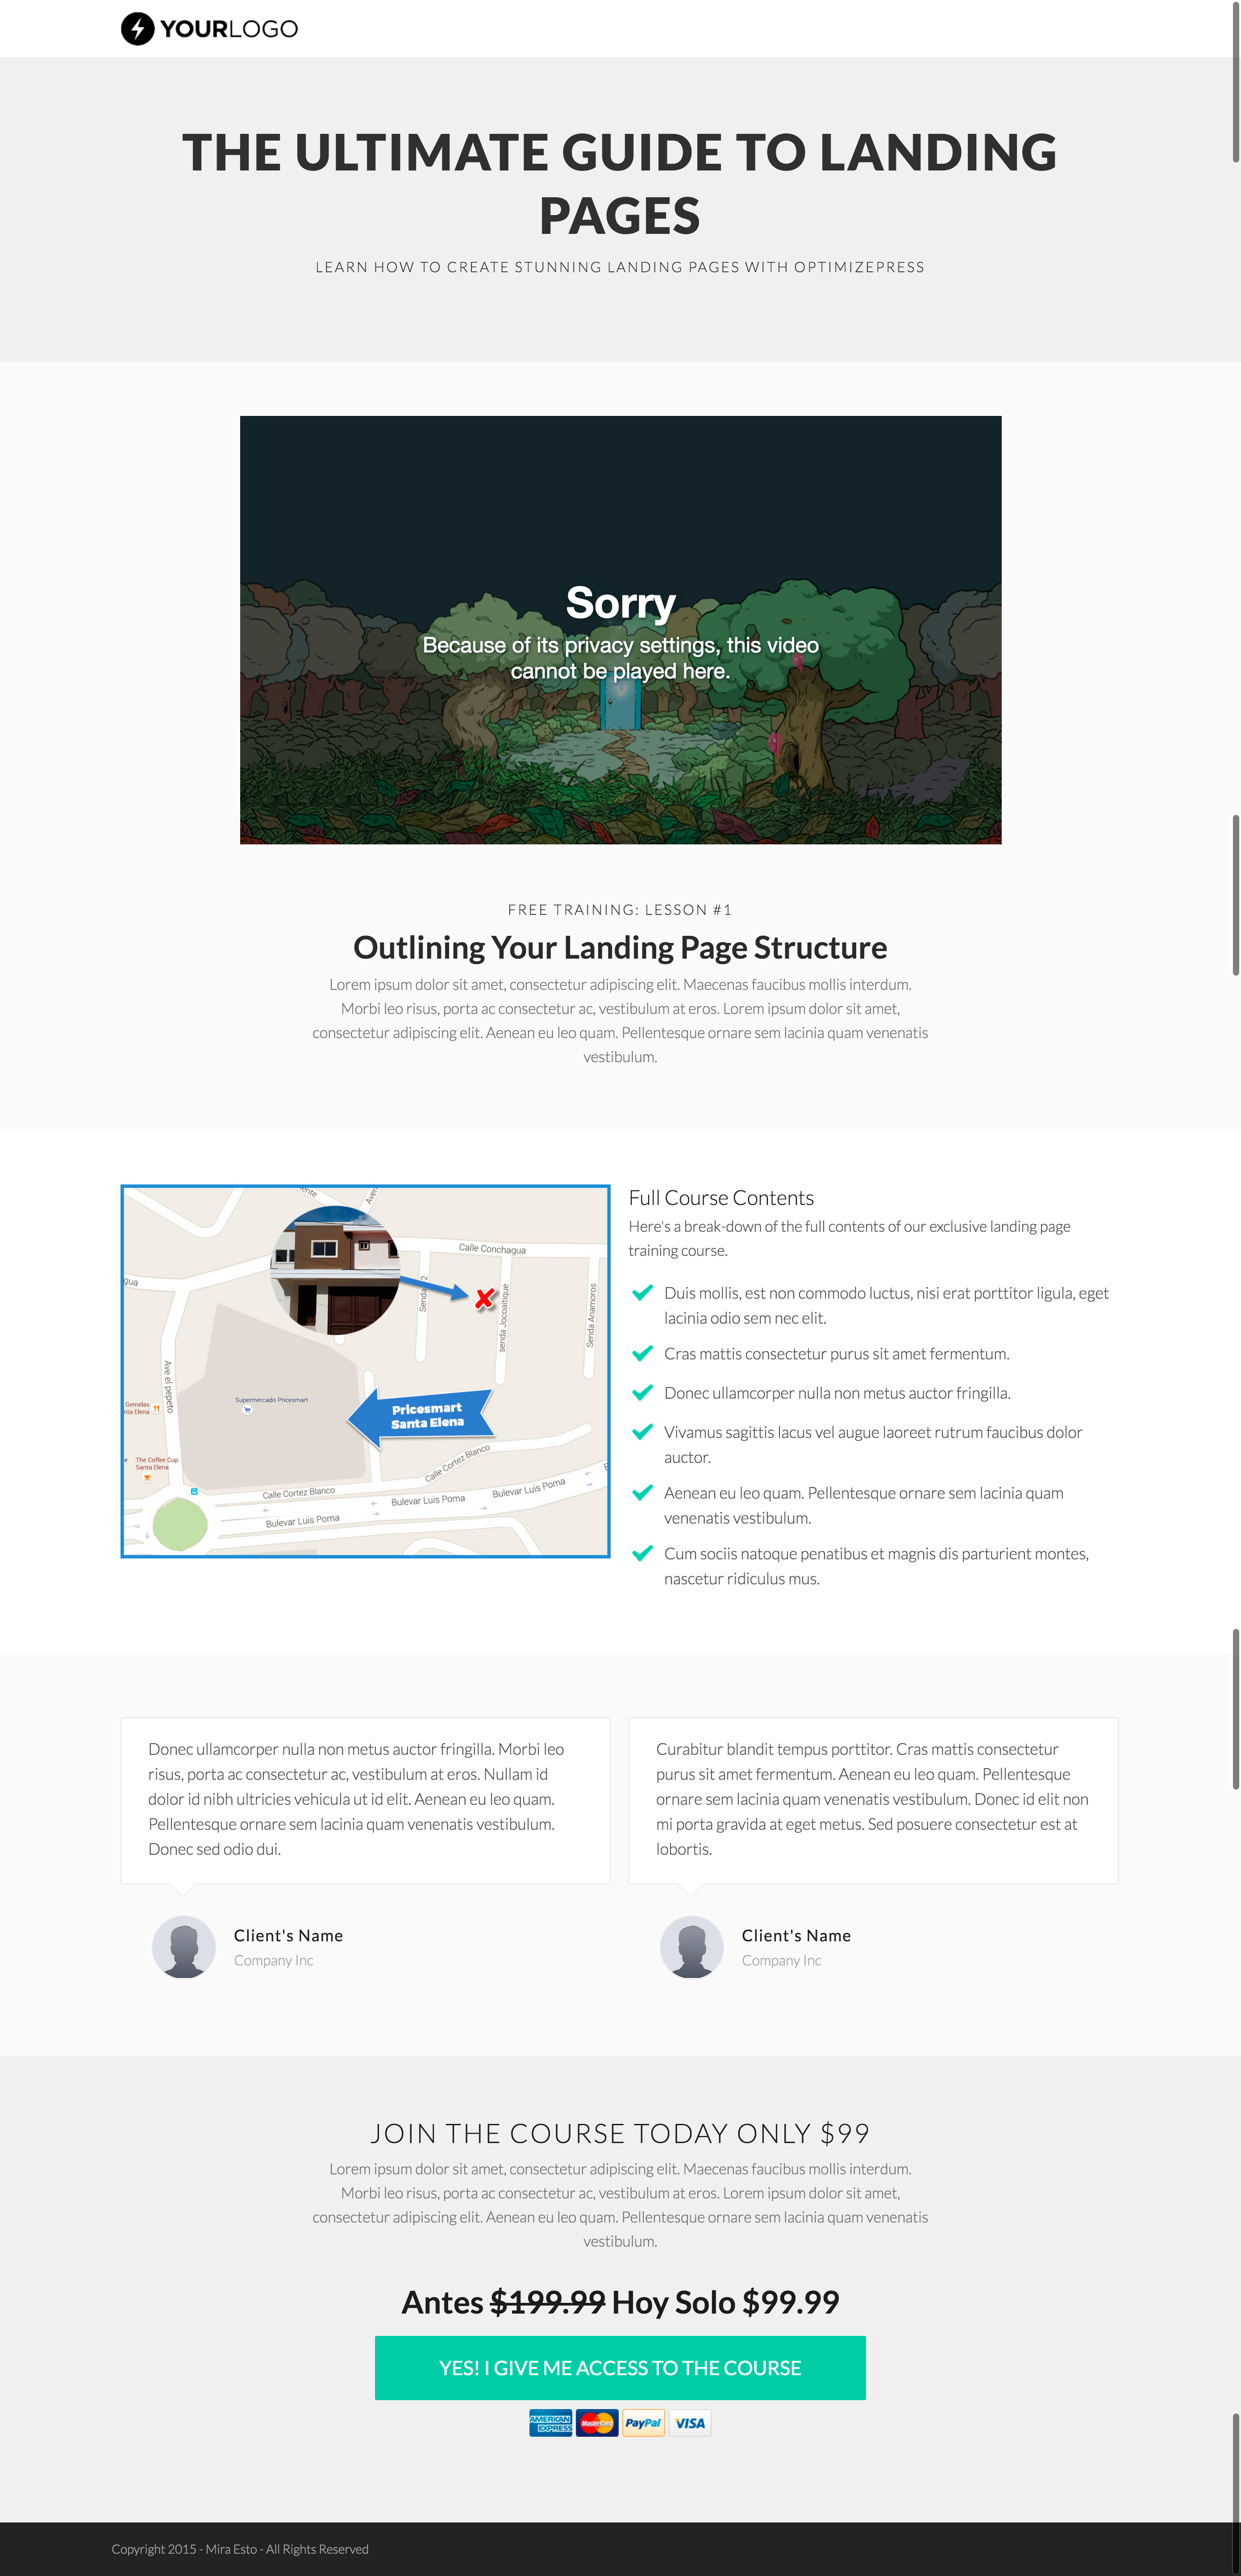 YOURLOGO
THE ULTIMATE GUIDE TO LANDING
PAGES
LEARN HOW TO CREATE STUNNING LANDING PAGES WITH OPTIMIZEPRESS
Sorry
Because of its privacy settings, this video
cannot be played here.
FREE TRAINING: LESSON #1
Outlining Your Landing Page Structure
Lorem ipsum dolor sit amet, consectetur adipiscing elit. Maecenas faucibus mollis interdum.
Morbi leo risus, porta ac consectetur ac, vestibulum at eros. Lorem ipsum dolor sit amet,
consectetur adipiscing elit. Aenean eu leo quam. Pellentesque ornare sem lacinia quam venenatis
vestibulum.
Calle Conchagua
senda Jocoaitique
Senda Anamoros
Ave el pepeto
Supermercado Pricesmart
Pricesmart
Santa Elena
The Coffee Cup
Santa Elena
Calle Cortez Blanco
Calle Cortez Blanco
Bulevar Luis Poma
Bulevar Luis Poma
Bulevar Luis Poma
Full Course Contents
Here's a break-down of the full contents of our exclusive landing page
training course.
Duis mollis, est non commodo luctus, nisi erat porttitor ligula, eget
lacinia odio sem nec elit.
Cras mattis consectetur purus sit amet fermentum.
Donec ullamcorper nulla non metus auctor fringilla.
Vivamus sagittis lacus vel augue laoreet rutrum faucibus dolor
auctor.
Aenean eu leo quam. Pellentesque ornare sem lacinia quam
venenatis vestibulum.
Cum sociis natoque penatibus et magnis dis parturient montes,
nascetur ridiculus mus.
Donec ullamcorper nulla non metus auctor fringilla. Morbi leo
risus, porta ac consectetur ac, vestibulum at eros. Nullam id
dolor id nibh ultricies vehicula ut id elit. Aenean eu leo quam.
Pellentesque ornare sem lacinia quam venenatis vestibulum.
Donec sed odio dui.
Client's Name
Company Inc
Curabitur blandit tempus porttitor. Cras mattis consectetur
purus sit amet fermentum. Aenean eu leo quam. Pellentesque
ornare sem lacinia quam venenatis vestibulum. Donec id elit non
mi porta gravida at eget metus. Sed posuere consectetur est at
lobortis.
Client's Name
Company Inc
JOIN THE COURSE TODAY ONLY $99
Lorem ipsum dolor sit amet, consectetur adipiscing elit. Maecenas faucibus mollis interdum.
Morbi leo risus, porta ac consectetur ac, vestibulum at eros. Lorem ipsum dolor sit amet,
consectetur adipiscing elit. Aenean eu leo quam. Pellentesque ornare sem lacinia quam venenatis
vestibulum.
Antes $199.99 Hoy Solo $99.99
YES! I GIVE ME ACCESS TO THE COURSE
AMERICAN EXPRESS MasterCard PayPal VISA
Copyright 2015 - Mira Esto - All Rights Reserved